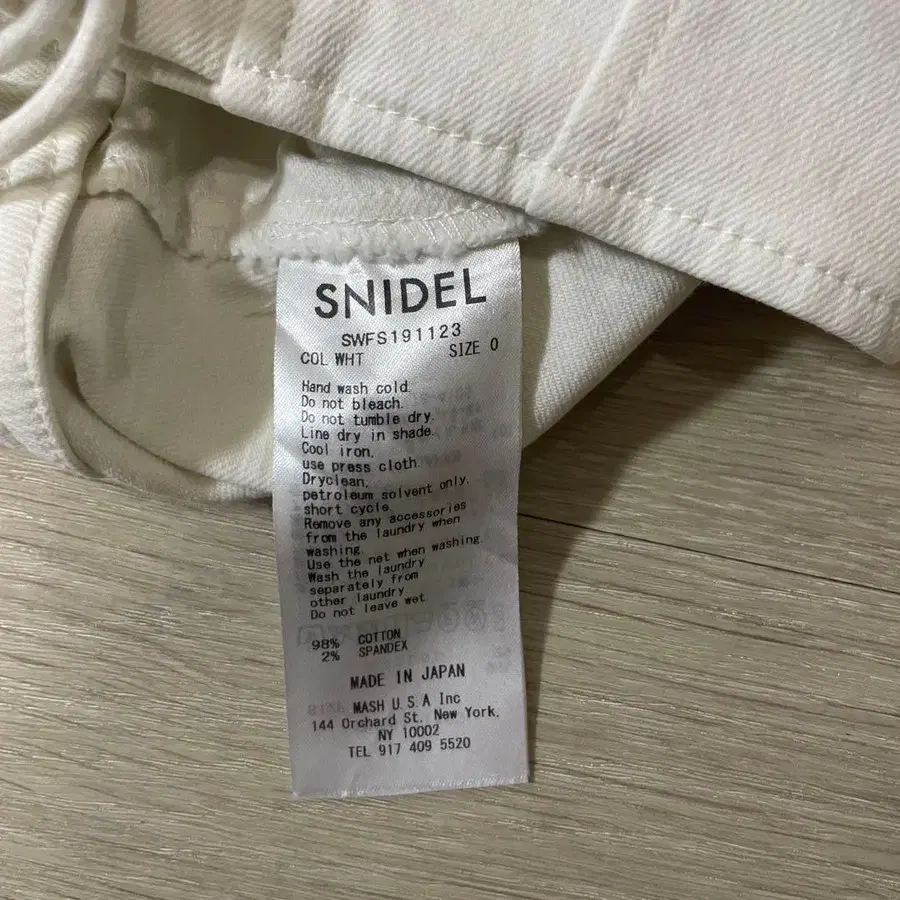 SNIDEL
SWFS191123
COL WHT SIZE 0
Hand wash cold.
Do not bleach.
Do not tumble dry.
Line dry in shade.
Cool iron,
use press cloth.
Dryclean,
petroleum solvent only,
short cycle.
Remove any accessories
from the laundry when
washing.
Use the net when washing.
Wash the laundry
separately from
other laundry.
Do not leave wet.
98% COTTON
2% SPANDEX
MADE IN JAPAN
MASH U.S.A Inc
144 Orchard St. New York,
NY 10002
TEL 917 409 5520